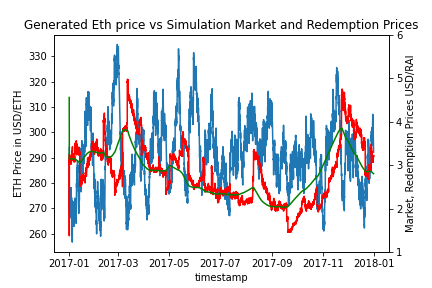 Generated Eth price vs Simulation Market and Redemption Prices
ETH Price in USD/ETH
330
320
310
300
290
280
270
260
6
5
4
3
2
1
Market, Redemption Prices USD/RAI
2017-01 2017-03 2017-05 2017-07 2017-09 2017-11 2018-01
timestamp